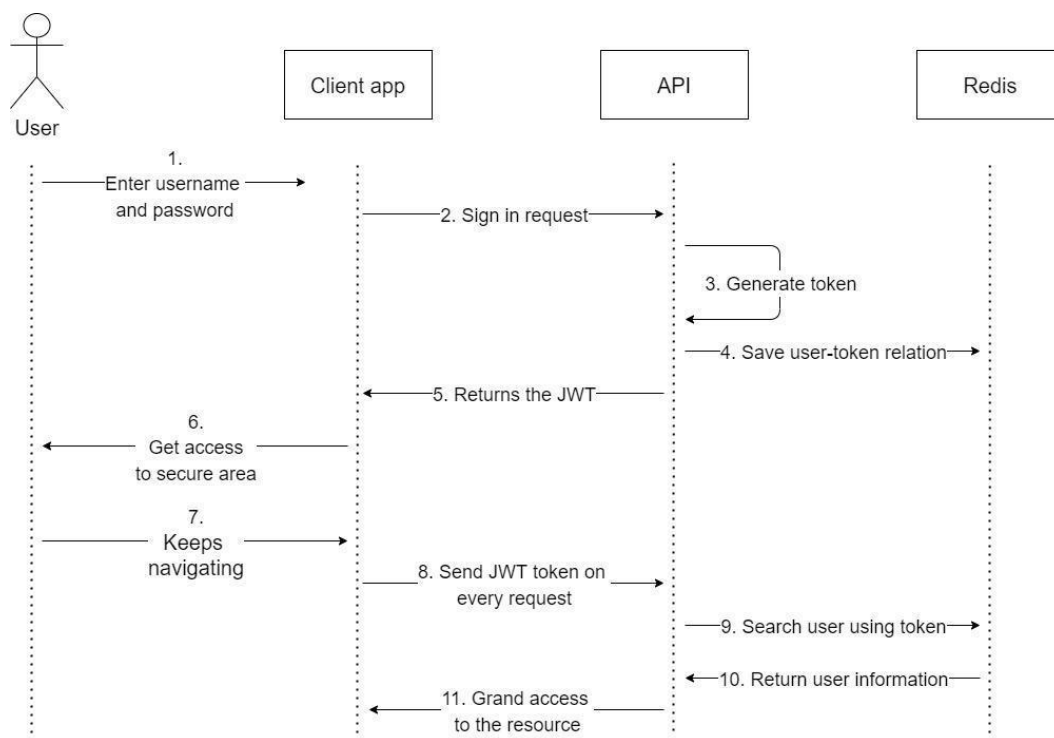 User
Client app
API
Redis
1.
Enter username
and password
2. Sign in request
3. Generate token
4. Save user-token relation
5. Returns the JWT
6.
Get access
to secure area
7.
Keeps
navigating
8. Send JWT token on
every request
9. Search user using token
10. Return user information
11. Grand access
to the resource